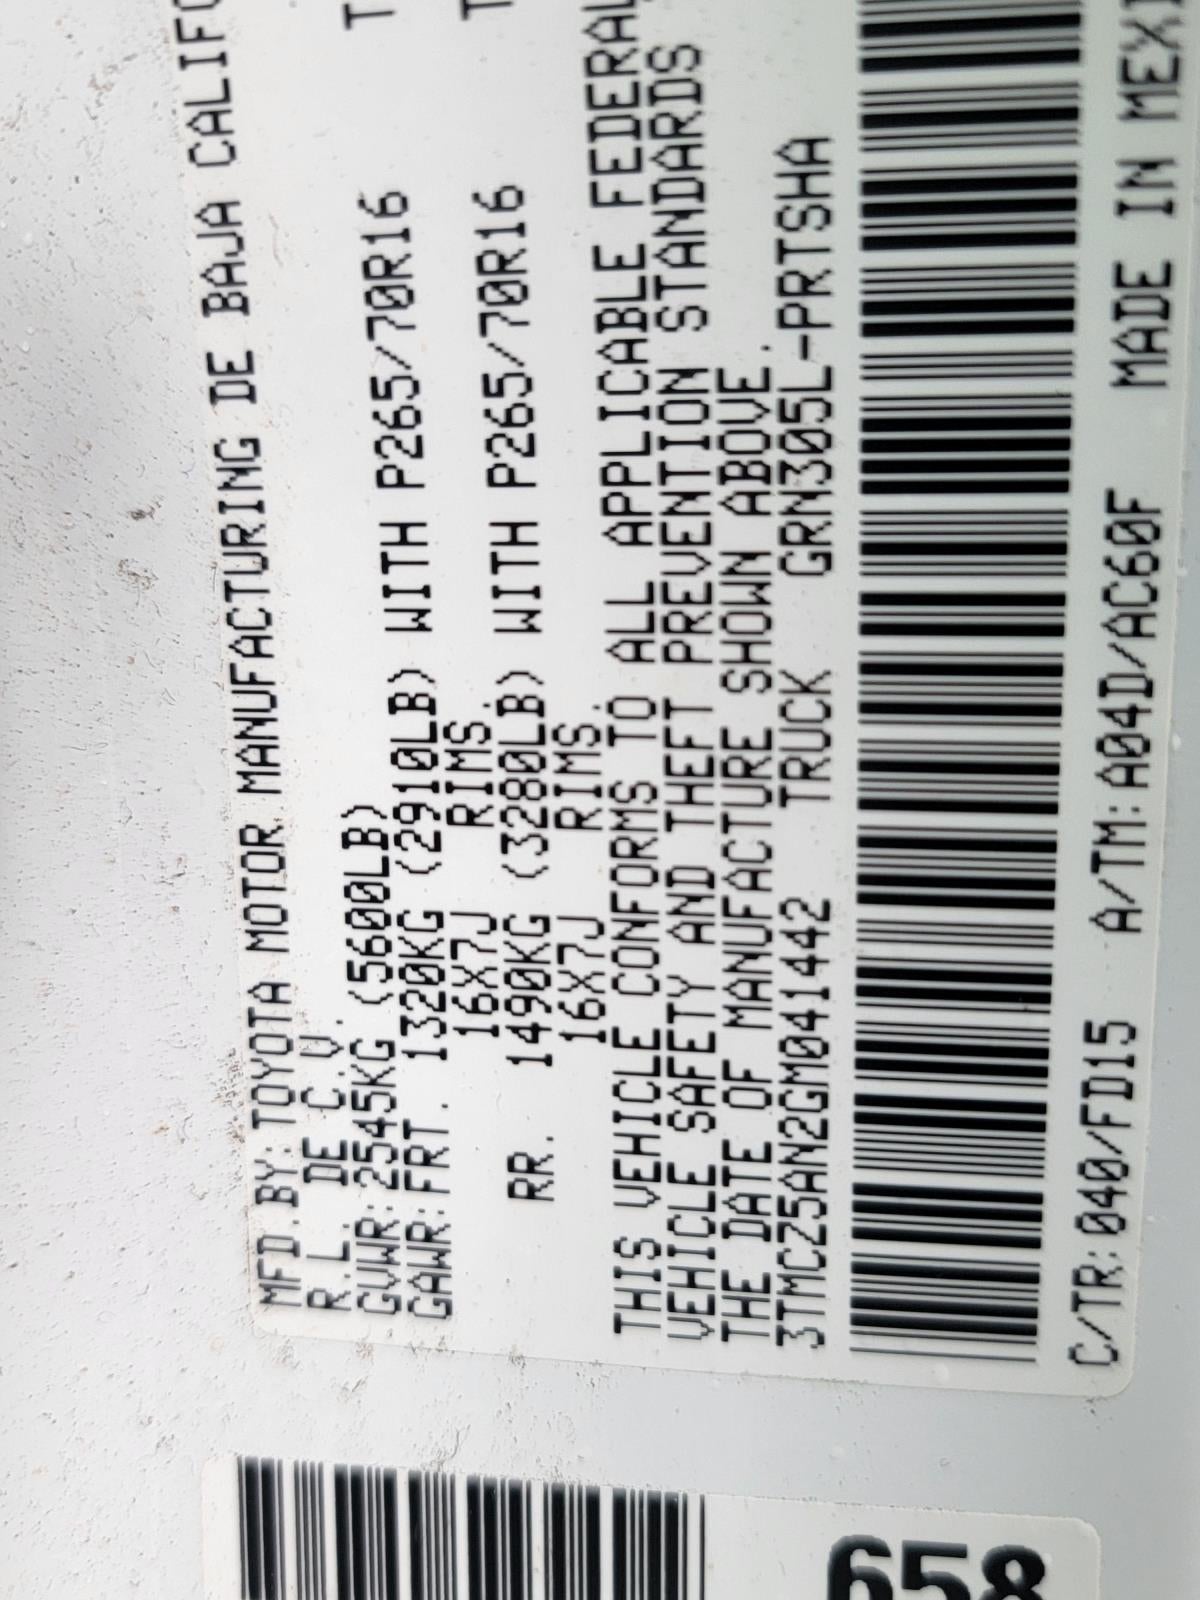 MFD.BY:TOYOTA MOTOR MANUFACTURING DE BAJA CALIFO
R.L. DE C.V.
GVWR:2545KG (5600LB)
GAWR:FRT. 1320KG (2910LB) WITH P265/70R16 T
16X7J RIMS.
RR. 1490KG (3280LB) WITH P265/70R16 T
16X7J RIMS.
THIS VEHICLE CONFORMS TO ALL APPLICABLE FEDERAL
VEHICLE SAFETY AND THEFT PREVENTION STANDARDS
THE DATE OF MANUFACTURE SHOWN ABOVE.
3TMCZ5AN2GM041442 TRUCK GRN305L-PRTSHA
C/TR:040/FD15 A/TM:A04D/AC60F MADE IN MEXI
658